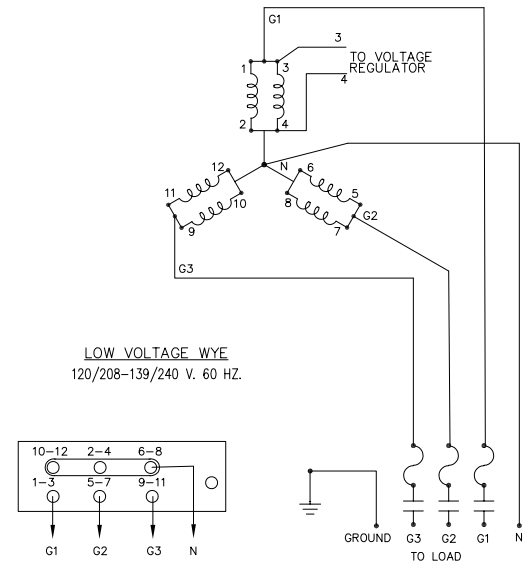 G1
3
1 3
TO VOLTAGE
REGULATOR
4
2 4
N
12
6
11
5
10
8
G2
9
7
G3
LOW VOLTAGE WYE
120/208-139/240 V. 60 HZ.
10-12 2-4 6-8
1-3 5-7 9-11
G1 G2 G3 N
GROUND G3 G2 G1 N
TO LOAD